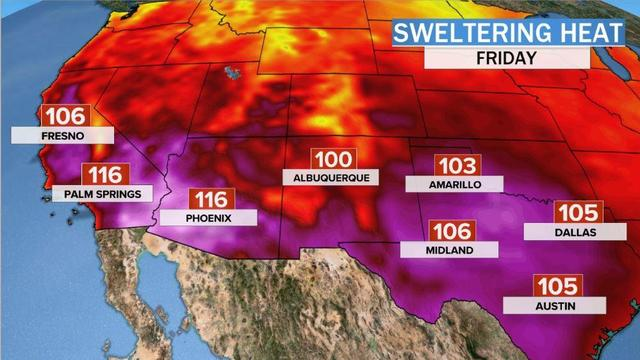 SWELTERING HEAT
FRIDAY
106
FRESNO
116
PALM SPRINGS
116
PHOENIX
100
ALBUQUERQUE
103
AMARILLO
106
MIDLAND
105
DALLAS
105
AUSTIN